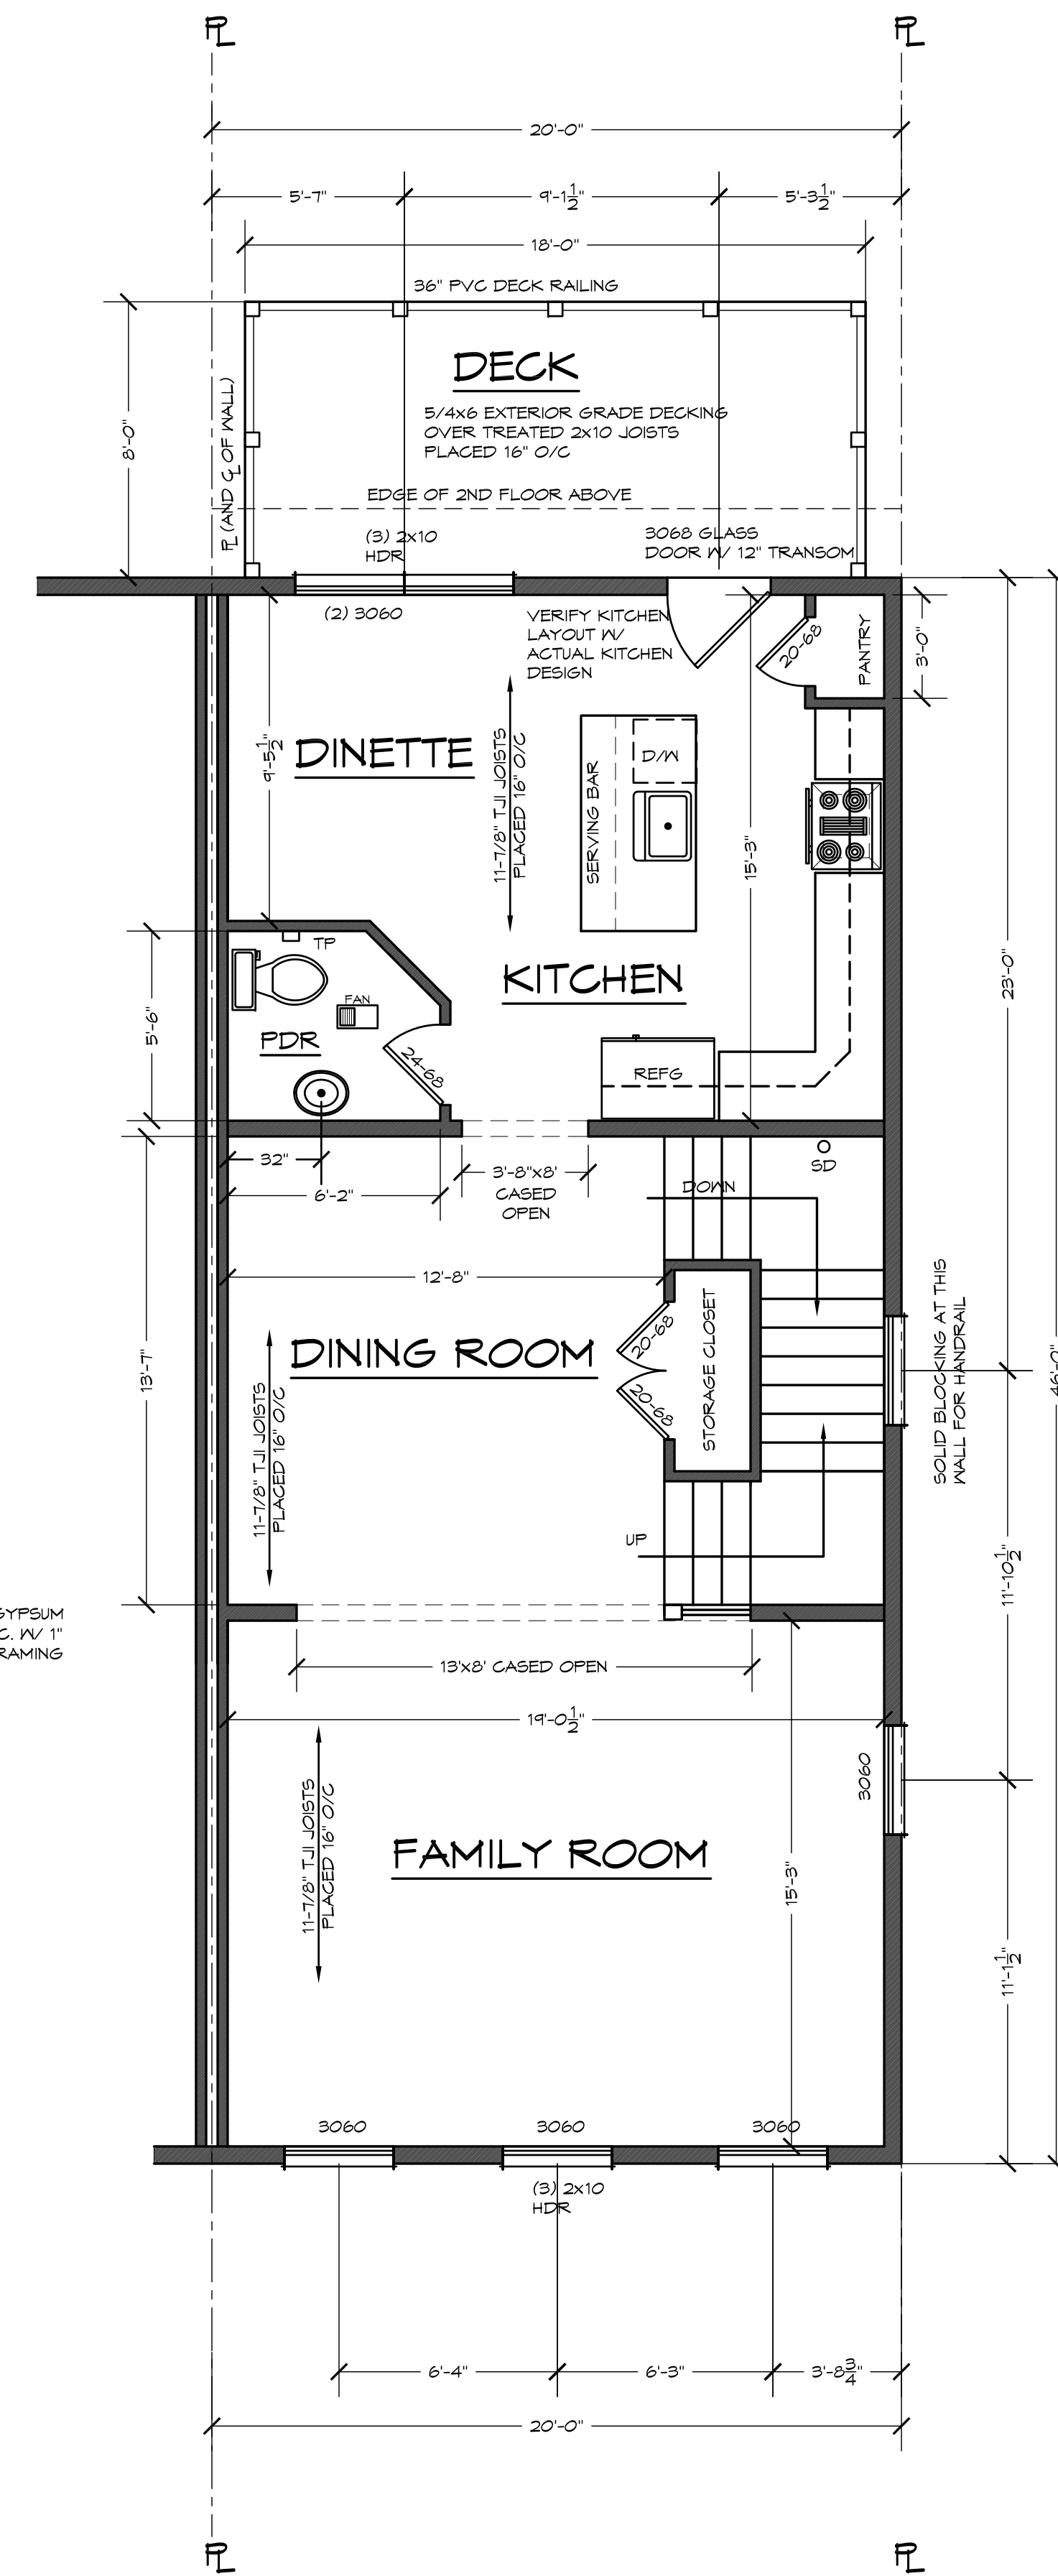 PL
PL
20'-0"
5'-7"
9'-1 1/2"
5'-3 1/2"
18'-0"
36" PVC DECK RAILING
DECK
5/4x6 EXTERIOR GRADE DECKING
OVER TREATED 2x10 JOISTS
PLACED 16" O/C
8'-0"
PL (AND CL OF WALL)
EDGE OF 2ND FLOOR ABOVE
(3) 2x10
HDR
3068 GLASS
DOOR W/ 12" TRANSOM
(2) 3060
VERIFY KITCHEN
LAYOUT W/
ACTUAL KITCHEN
DESIGN
20-68
PANTRY
3'-0"
9'-5 1/2"
DINETTE
11-7/8" TJI JOISTS
PLACED 16" O/C
SERVING BAR
D/W
15'-3"
23'-0"
TP
FAN
PDR
24-68
5'-6"
KITCHEN
REFG
32"
6'-2"
3'-8"x8'
CASED
OPEN
SD
DOWN
12'-8"
DINING ROOM
20-68
20-68
STORAGE CLOSET
SOLID BLOCKING AT THIS
WALL FOR HANDRAIL
46'-0"
13'-7"
11-7/8" TJI JOISTS
PLACED 16" O/C
UP
11'-10 1/2"
GYPSUM
C. W/ 1"
RAMING
13'x8' CASED OPEN
19'-0 1/2"
3060
11-7/8" TJI JOISTS
PLACED 16" O/C
FAMILY ROOM
15'-3"
11'-1 1/2"
3060
3060
3060
(3) 2x10
HDR
6'-4"
6'-3"
3'-8 3/4"
20'-0"
PL
PL